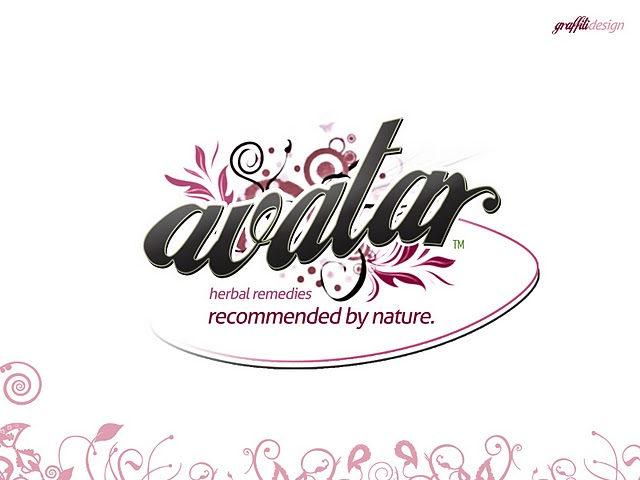 graffitidesign
avatar
TM
herbal remedies
recommended by nature.